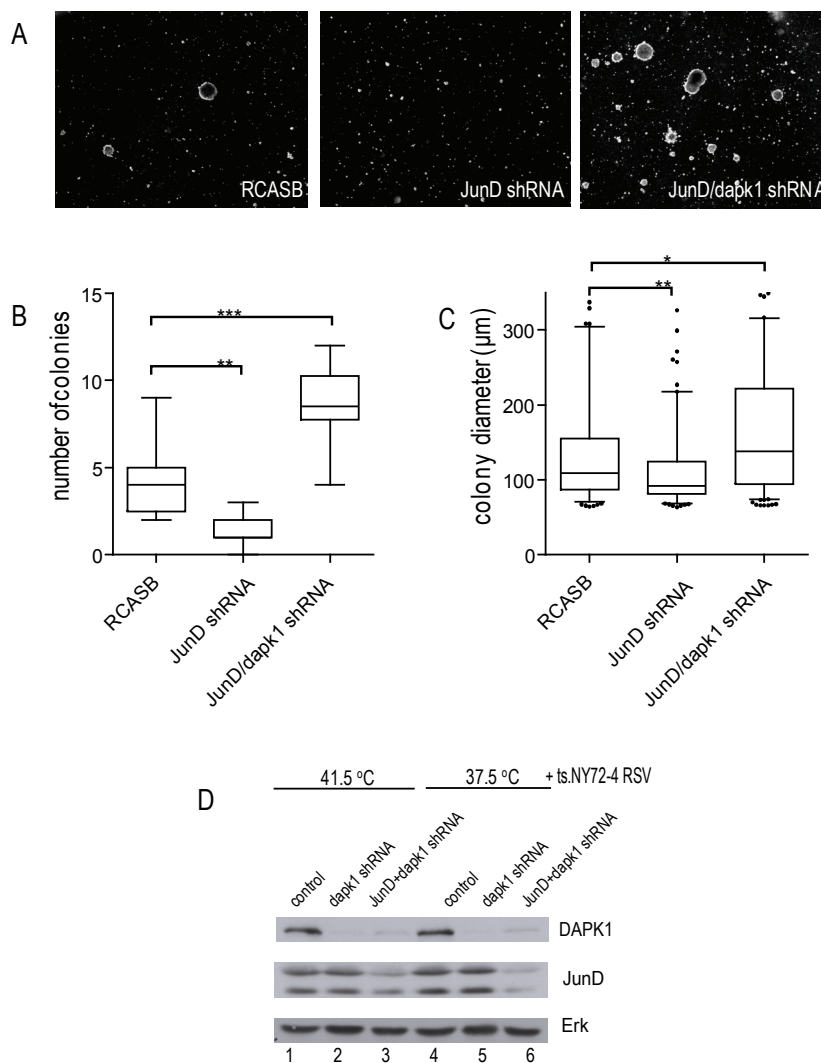 A
RCASB
JunD shRNA
JunD/dapk1 shRNA
B
number of colonies
15
10
5
0
***
**
RCASB
JunD shRNA
JunD/dapk1 shRNA
C
colony diameter (µm)
300
200
100
0
*
**
RCASB
JunD shRNA
JunD/dapk1 shRNA
D
41.5 °C
37.5 °C
+ ts.NY72-4 RSV
control
dapk1 shRNA
JunD+dapk1 shRNA
control
dapk1 shRNA
JunD+dapk1 shRNA
DAPK1
JunD
Erk
1 2 3 4 5 6